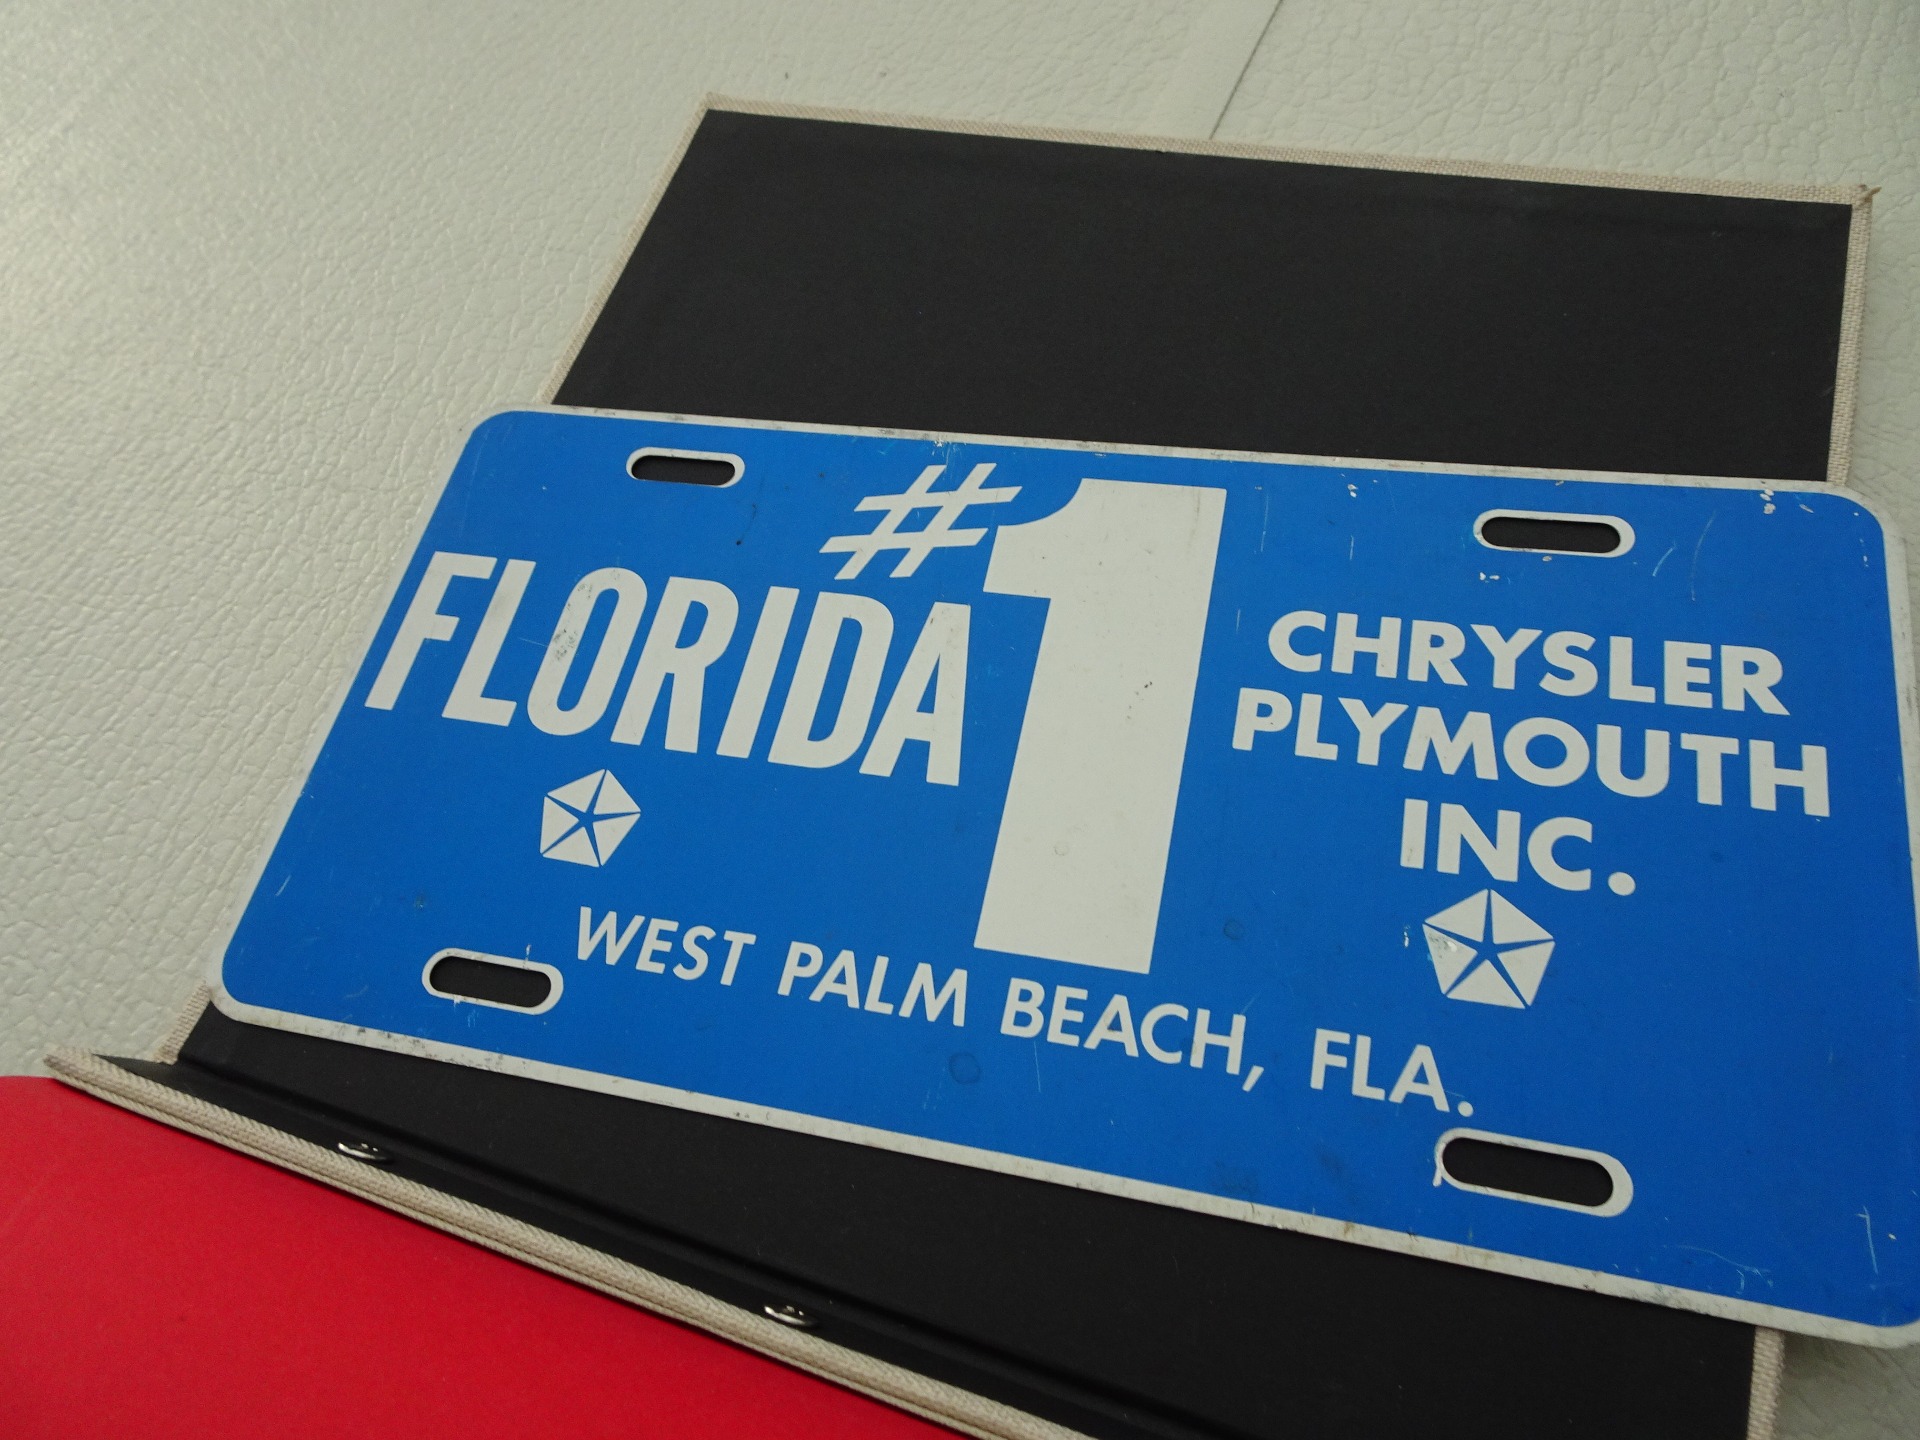 #1
FLORIDA
CHRYSLER
PLYMOUTH
INC.
WEST PALM BEACH, FLA.